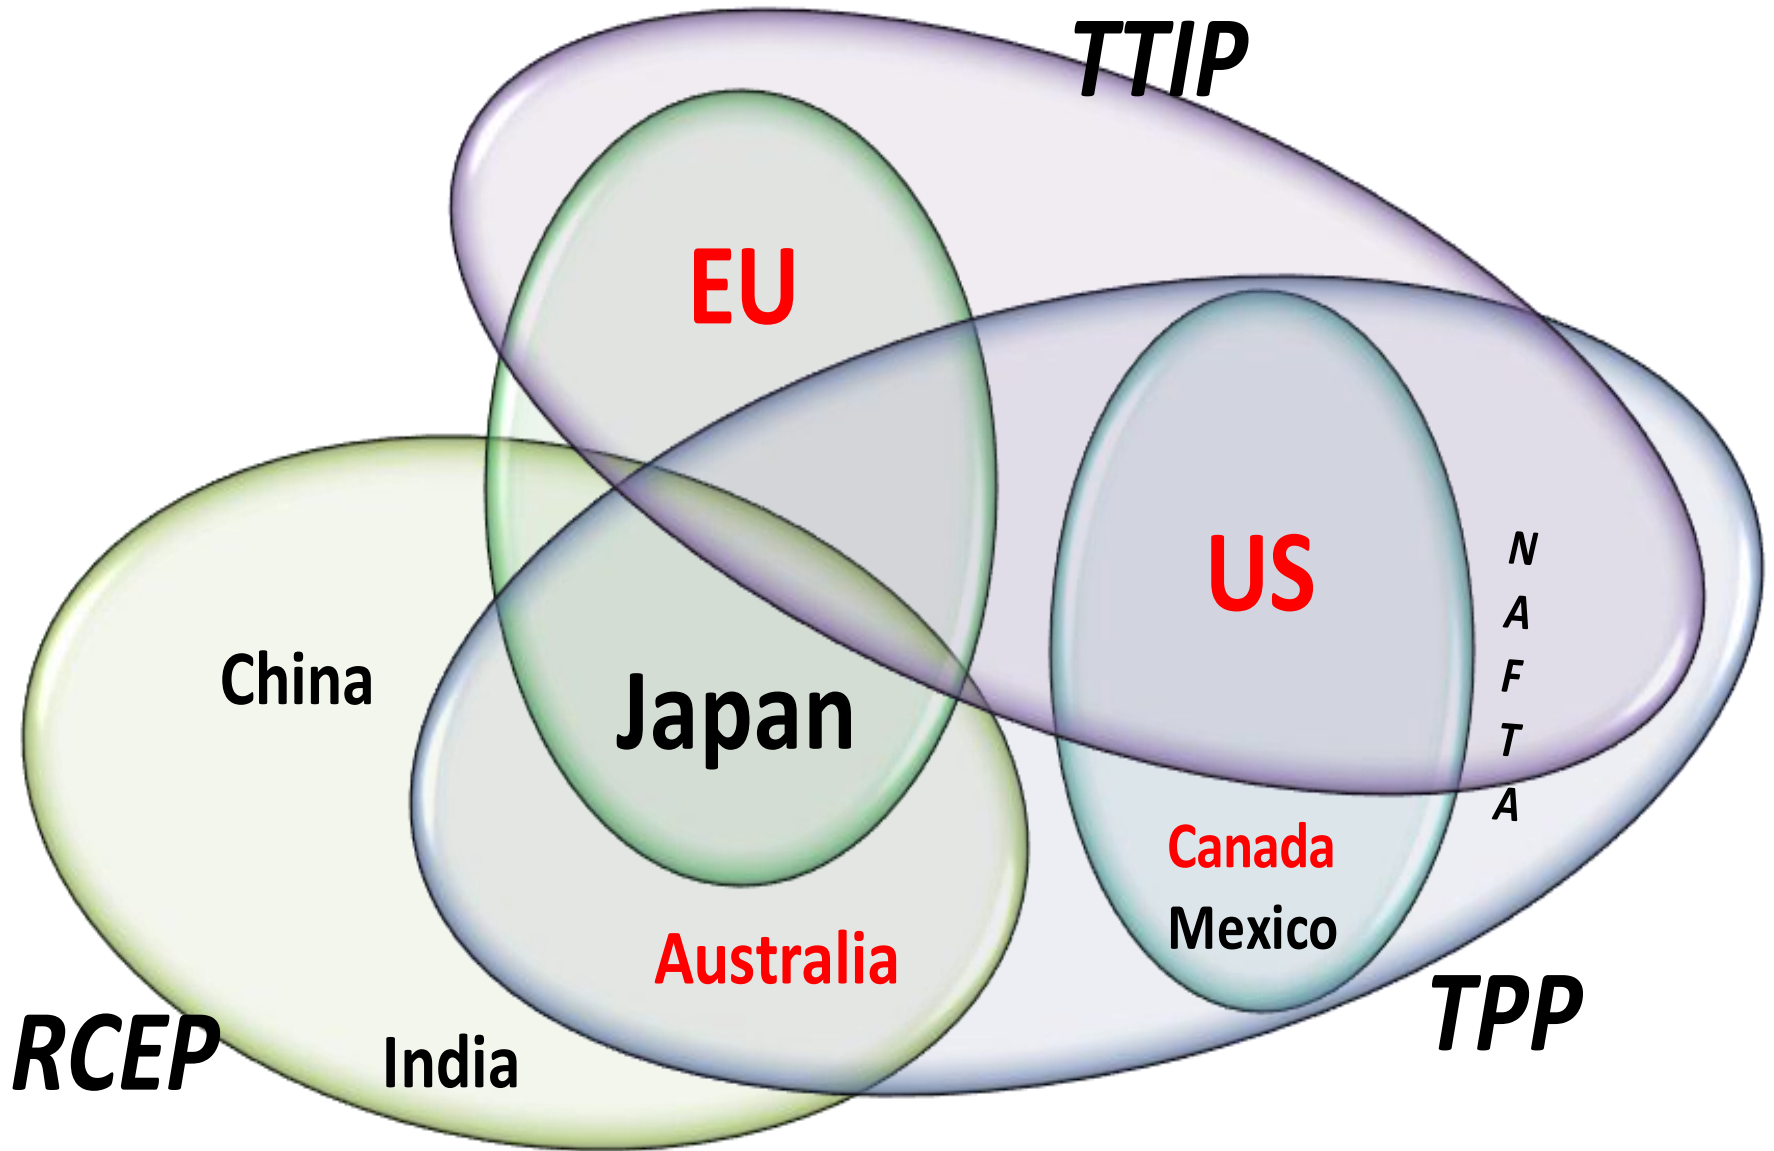 TTIP
EU
US
N
A
F
T
A
China
Japan
Canada
Mexico
Australia
TPP
RCEP
India